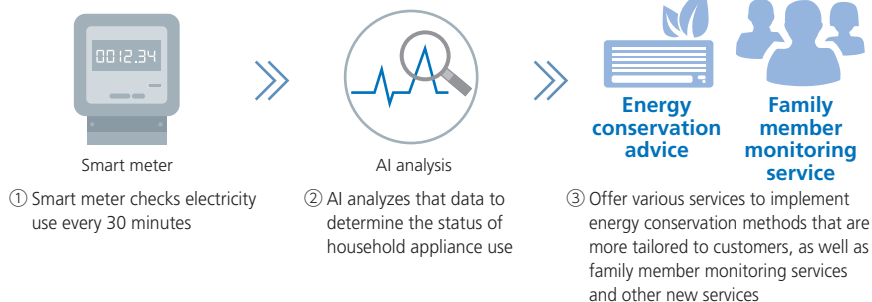 0012.34
Smart meter
① Smart meter checks electricity
use every 30 minutes
AI analysis
② AI analyzes that data to
determine the status of
household appliance use
Energy
conservation
advice
Family
member
monitoring
service
③ Offer various services to implement
energy conservation methods that are
more tailored to customers, as well as
family member monitoring services
and other new services